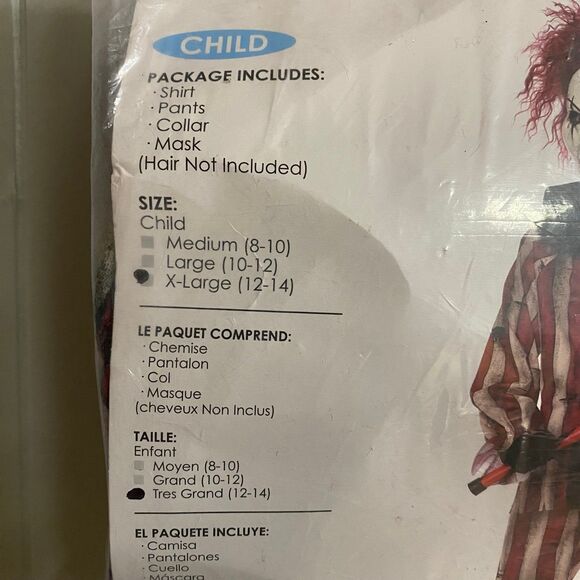 CHILD
PACKAGE INCLUDES:
· Shirt
· Pants
· Collar
· Mask
(Hair Not Included)
SIZE:
Child
Medium (8-10)
Large (10-12)
X-Large (12-14)
LE PAQUET COMPREND:
· Chemise
· Pantalon
· Col
· Masque
(cheveux Non Inclus)
TAILLE:
Enfant
Moyen (8-10)
Grand (10-12)
Tres Grand (12-14)
EL PAQUETE INCLUYE:
· Camisa
· Pantalones
· Cuello
· Máscara